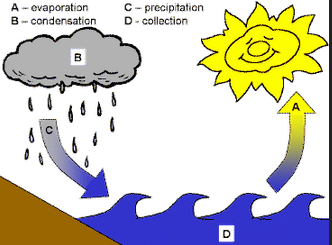 A – evaporation C – precipitation
B – condensation D – collection
B
A
C
D